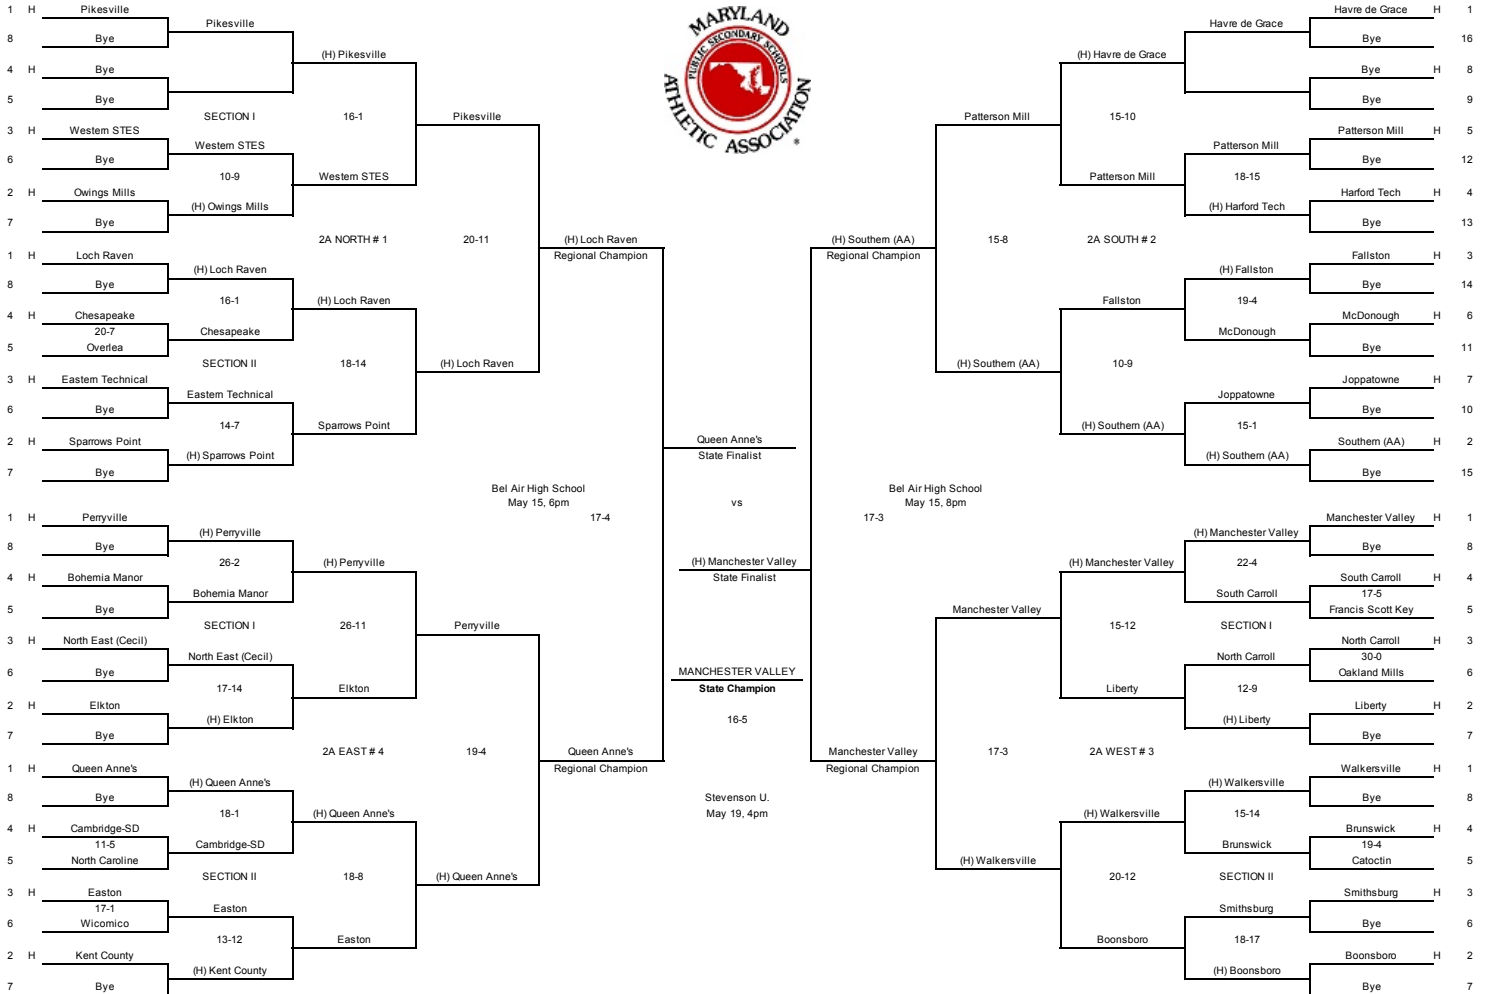 MARYLAND
PUBLIC SECONDARY SCHOOLS
ATHLETIC ASSOCIATION
®
1 H Pikesville
Pikesville
8 Bye
(H) Pikesville
4 H Bye
5 Bye
SECTION I
16-1
Pikesville
3 H Western STES
Western STES
6 Bye
10-9
Western STES
2 H Owings Mills
(H) Owings Mills
7 Bye
2A NORTH # 1
20-11
(H) Loch Raven
Regional Champion
1 H Loch Raven
(H) Loch Raven
8 Bye
16-1
(H) Loch Raven
4 H Chesapeake
20-7
Chesapeake
5 Overlea
SECTION II
18-14
(H) Loch Raven
3 H Eastern Technical
Eastern Technical
6 Bye
14-7
Sparrows Point
2 H Sparrows Point
(H) Sparrows Point
7 Bye
Bel Air High School
May 15, 6pm
17-4
1 H Perryville
(H) Perryville
8 Bye
26-2
(H) Perryville
4 H Bohemia Manor
Bohemia Manor
5 Bye
SECTION I
26-11
Perryville
3 H North East (Cecil)
North East (Cecil)
6 Bye
17-14
Elkton
2 H Elkton
(H) Elkton
7 Bye
2A EAST # 4
19-4
Queen Anne's
Regional Champion
1 H Queen Anne's
(H) Queen Anne's
8 Bye
18-1
(H) Queen Anne's
4 H Cambridge-SD
11-5
Cambridge-SD
5 North Caroline
SECTION II
18-8
(H) Queen Anne's
3 H Easton
17-1
Easton
6 Wicomico
13-12
Easton
2 H Kent County
(H) Kent County
7 Bye
Queen Anne's
State Finalist
vs
(H) Manchester Valley
State Finalist
MANCHESTER VALLEY
State Champion
16-5
Stevenson U.
May 19, 4pm
Havre de Grace H 1
Havre de Grace
Bye 16
(H) Havre de Grace
Bye H 8
Bye 9
Patterson Mill
15-10
Patterson Mill H 5
Patterson Mill
Bye 12
Patterson Mill
18-15
Harford Tech H 4
(H) Harford Tech
Bye 13
(H) Southern (AA)
Regional Champion
15-8
2A SOUTH # 2
Fallston H 3
(H) Fallston
Bye 14
Fallston
19-4
McDonough H 6
McDonough
Bye 11
(H) Southern (AA)
10-9
Joppatowne H 7
Joppatowne
Bye 10
(H) Southern (AA)
15-1
Southern (AA) H 2
(H) Southern (AA)
Bye 15
Bel Air High School
May 15, 8pm
17-3
Manchester Valley H 1
(H) Manchester Valley
Bye 8
(H) Manchester Valley
22-4
South Carroll H 4
South Carroll
17-5
Francis Scott Key 5
Manchester Valley
15-12
SECTION I
North Carroll H 3
North Carroll
30-0
Oakland Mills 6
Liberty
12-9
Liberty H 2
(H) Liberty
Bye 7
Manchester Valley
Regional Champion
17-3
2A WEST # 3
Walkersville H 1
(H) Walkersville
Bye 8
(H) Walkersville
15-14
Brunswick H 4
Brunswick
19-4
Catoctin 5
(H) Walkersville
20-12
SECTION II
Smithsburg H 3
Smithsburg
Bye 6
Boonsboro
18-17
Boonsboro H 2
(H) Boonsboro
Bye 7